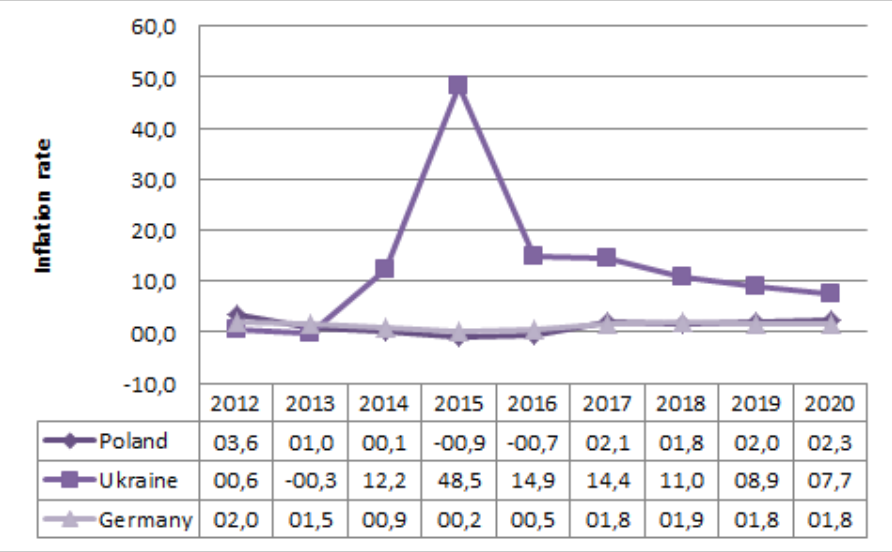 60,0
50,0
40,0
30,0
20,0
10,0
00,0
-10,0
Inflation rate
2012 2013 2014 2015 2016 2017 2018 2019 2020
Poland 03,6 01,0 00,1 -00,9 -00,7 02,1 01,8 02,0 02,3
Ukraine 00,6 -00,3 12,2 48,5 14,9 14,4 11,0 08,9 07,7
Germany 02,0 01,5 00,9 00,2 00,5 01,8 01,9 01,8 01,8